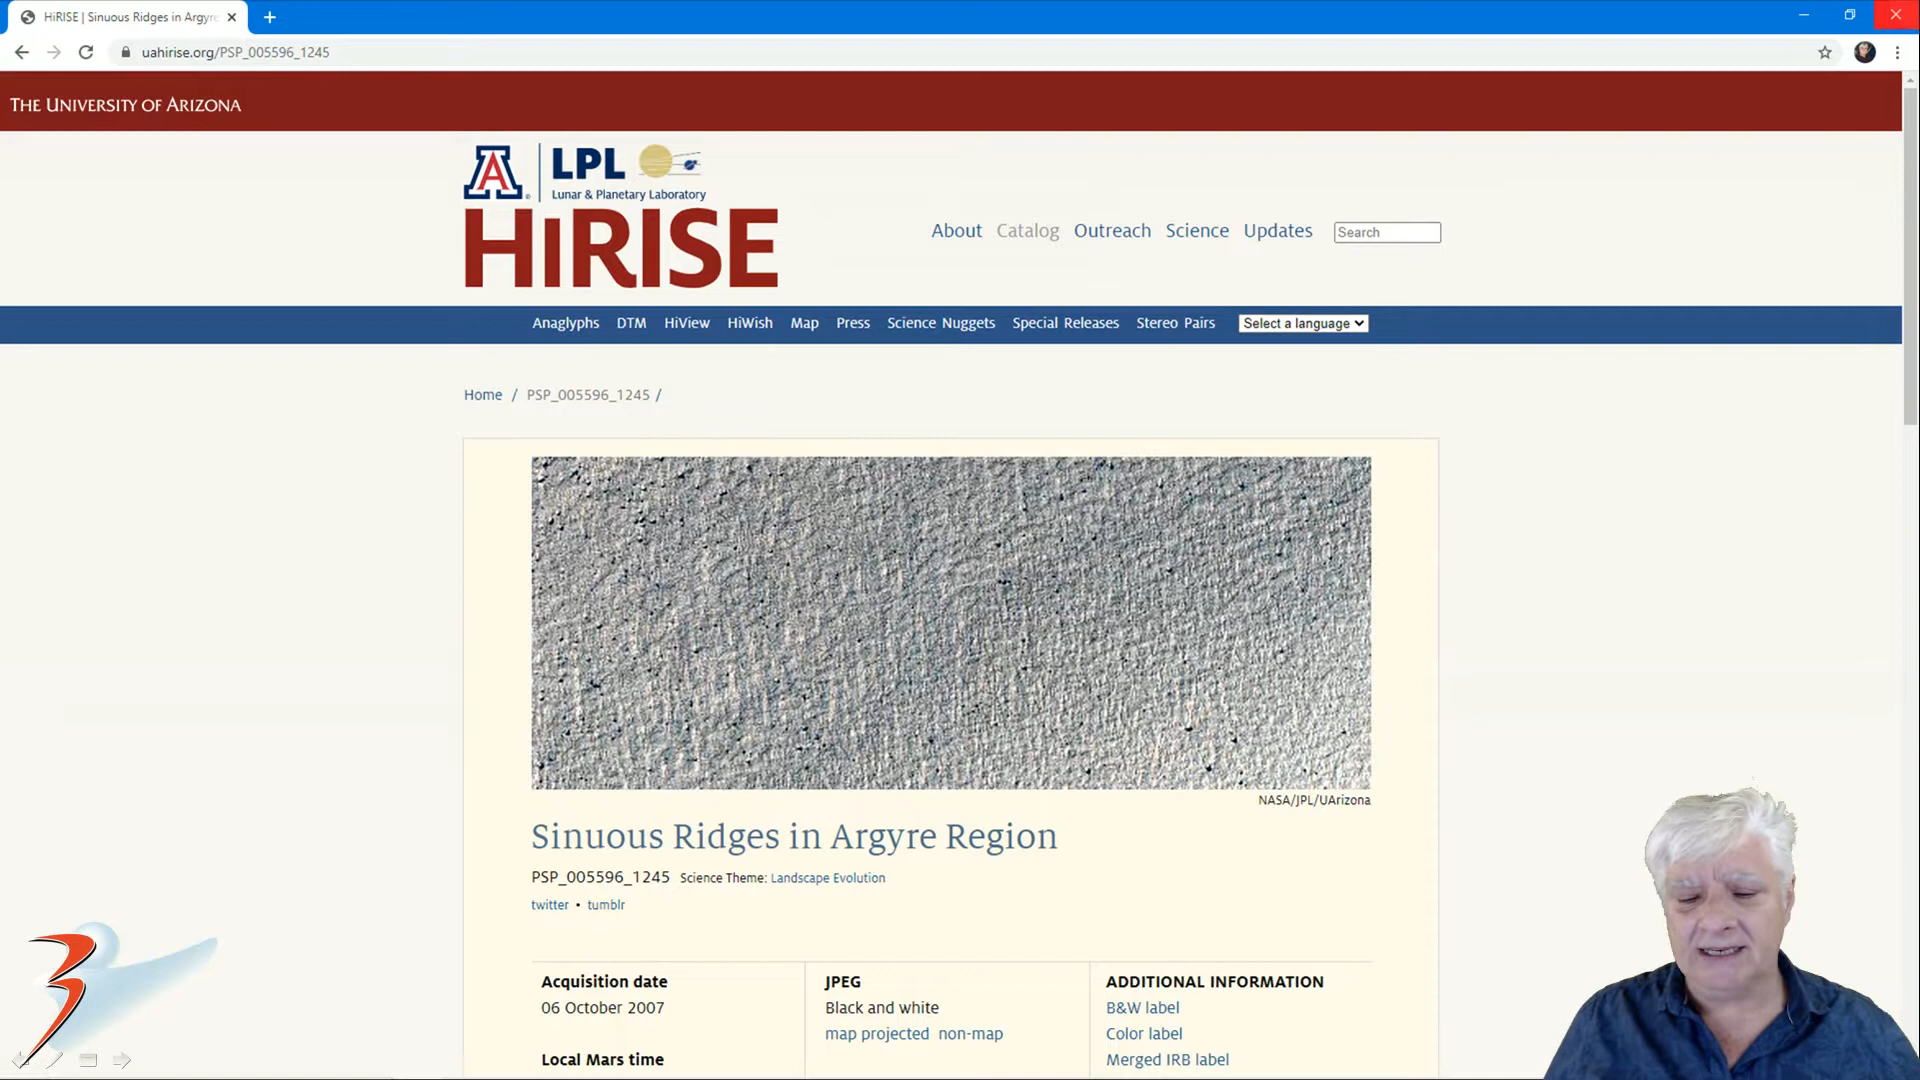 HiRISE | Sinuous Ridges in Argyre
uahirise.org/PSP_005596_1245
THE UNIVERSITY OF ARIZONA
A LPL
Lunar & Planetary Laboratory
HiRISE
About Catalog Outreach Science Updates Search
Anaglyphs DTM HiView HiWish Map Press Science Nuggets Special Releases Stereo Pairs Select a language
Home / PSP_005596_1245 /
NASA/JPL/UArizona
Sinuous Ridges in Argyre Region
PSP_005596_1245 Science Theme: Landscape Evolution
twitter • tumblr
Acquisition date
06 October 2007
Local Mars time
JPEG
Black and white
map projected non-map
ADDITIONAL INFORMATION
B&W label
Color label
Merged IRB label
3